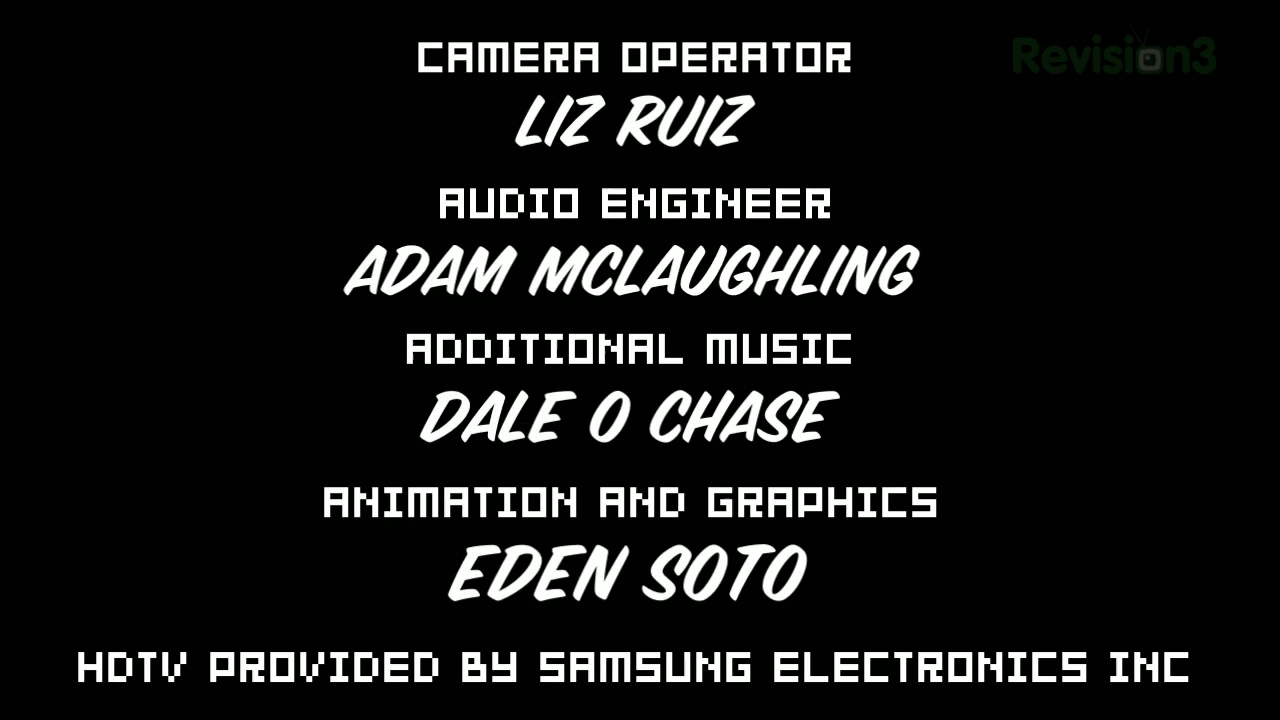 Revision3
CAMERA OPERATOR
LIZ RUIZ
AUDIO ENGINEER
ADAM MCLAUGHLING
ADDITIONAL MUSIC
DALE O CHASE
ANIMATION AND GRAPHICS
EDEN SOTO
HDTV PROVIDED BY SAMSUNG ELECTRONICS INC